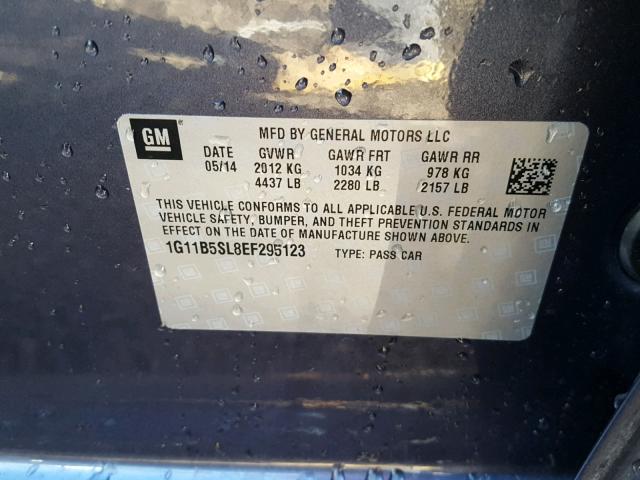 GM
MFD BY GENERAL MOTORS LLC
DATE GVWR GAWR FRT GAWR RR
05/14 2012 KG 1034 KG 978 KG
4437 LB 2280 LB 2157 LB
THIS VEHICLE CONFORMS TO ALL APPLICABLE U.S. FEDERAL MOTOR
VEHICLE SAFETY, BUMPER, AND THEFT PREVENTION STANDARDS IN
EFFECT ON THE DATE OF MANUFACTURE SHOWN ABOVE.
1G11B5SL8EF295123 TYPE: PASS CAR